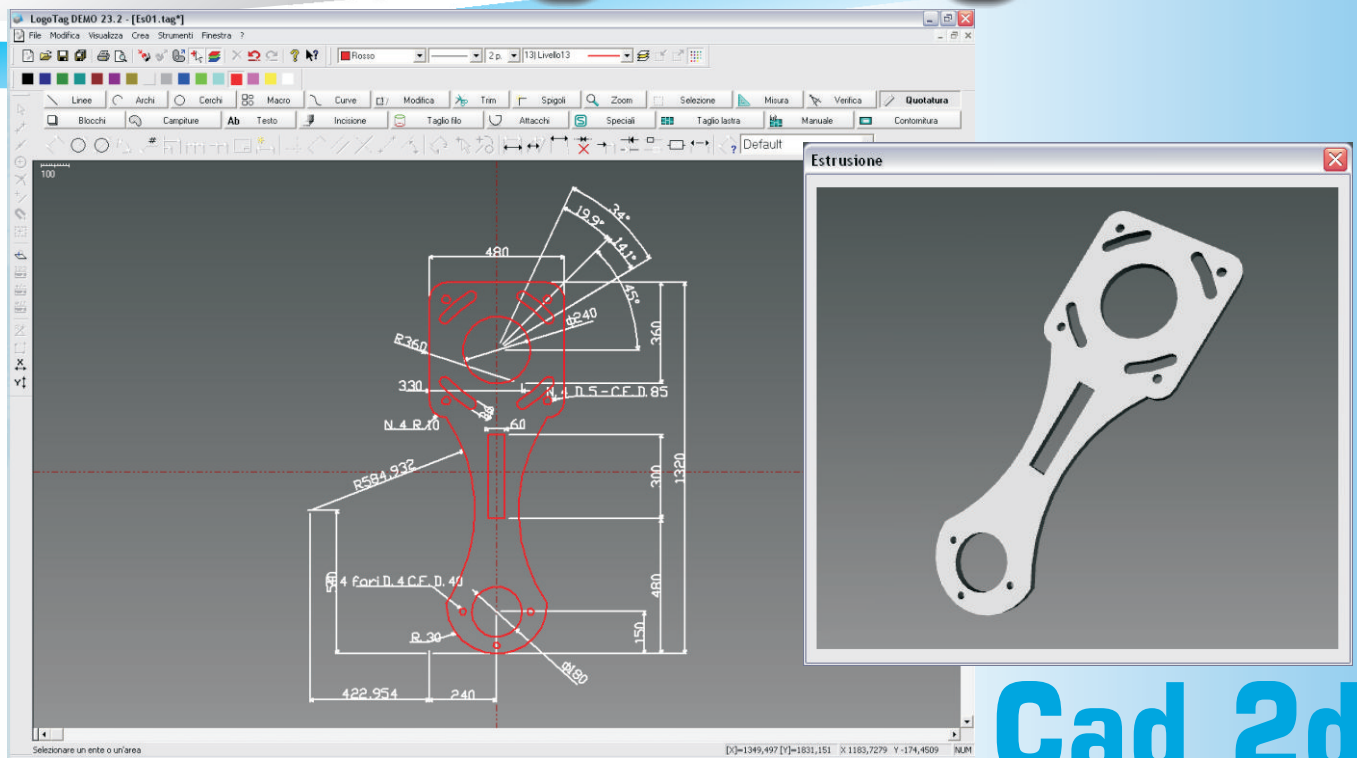 LogoTag DEMO 23.2 - [Es01.tag*]
File Modifica Visualizza Crea Strumenti Finestra ?
Rosso 2 p. 13) Livello13
Linee Archi Cerchi Macro Curve Modifica Trim Spigoli Zoom Selezione Misura Verifica Quotatura
Blocchi Campiture Ab Testo Incisione Taglio filo Attacchi Speciali Taglio lastra Manuale Contornitura
Default
100
34°
19.9°
14.1°
480
45°
ϕ240
R360
360
330
N.4 D.5-C.F.D.85
N.4 R.10
60
R584.932
300
1320
4 fori D.4 C.F. D.40
480
R.30
150
ϕ180
422.954
240
Selezionare un ente o un'area
[X]=1349,497 [Y]=1831,151 X 1183,7279 Y -174,4509 NUM
Estrusione
Cad 2d